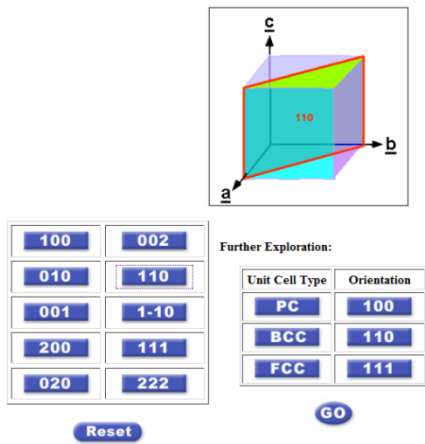 c
110
b
a
100 002
010 110
001 1-10
200 111
020 222
Reset
Further Exploration:
Unit Cell Type Orientation
PC 100
BCC 110
FCC 111
GO